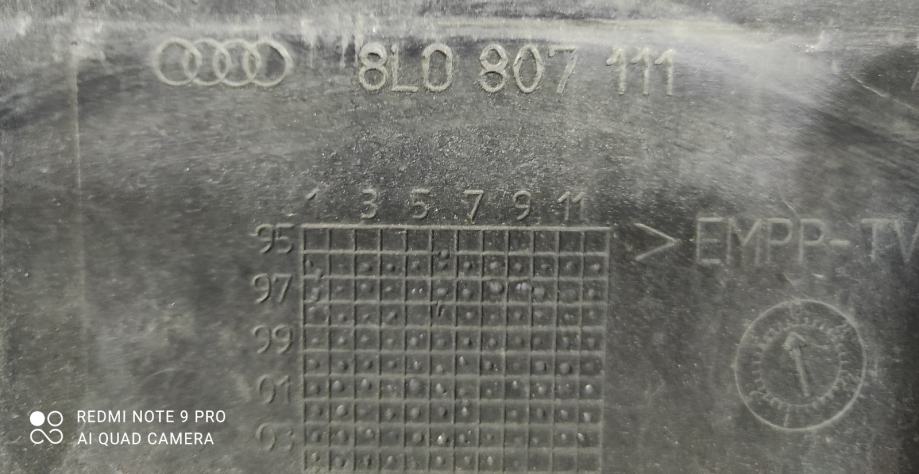 8L0 807 111
1 3 5 7 9 11
95
> EMPP-TV
97
99
01
03
REDMI NOTE 9 PRO
AI QUAD CAMERA